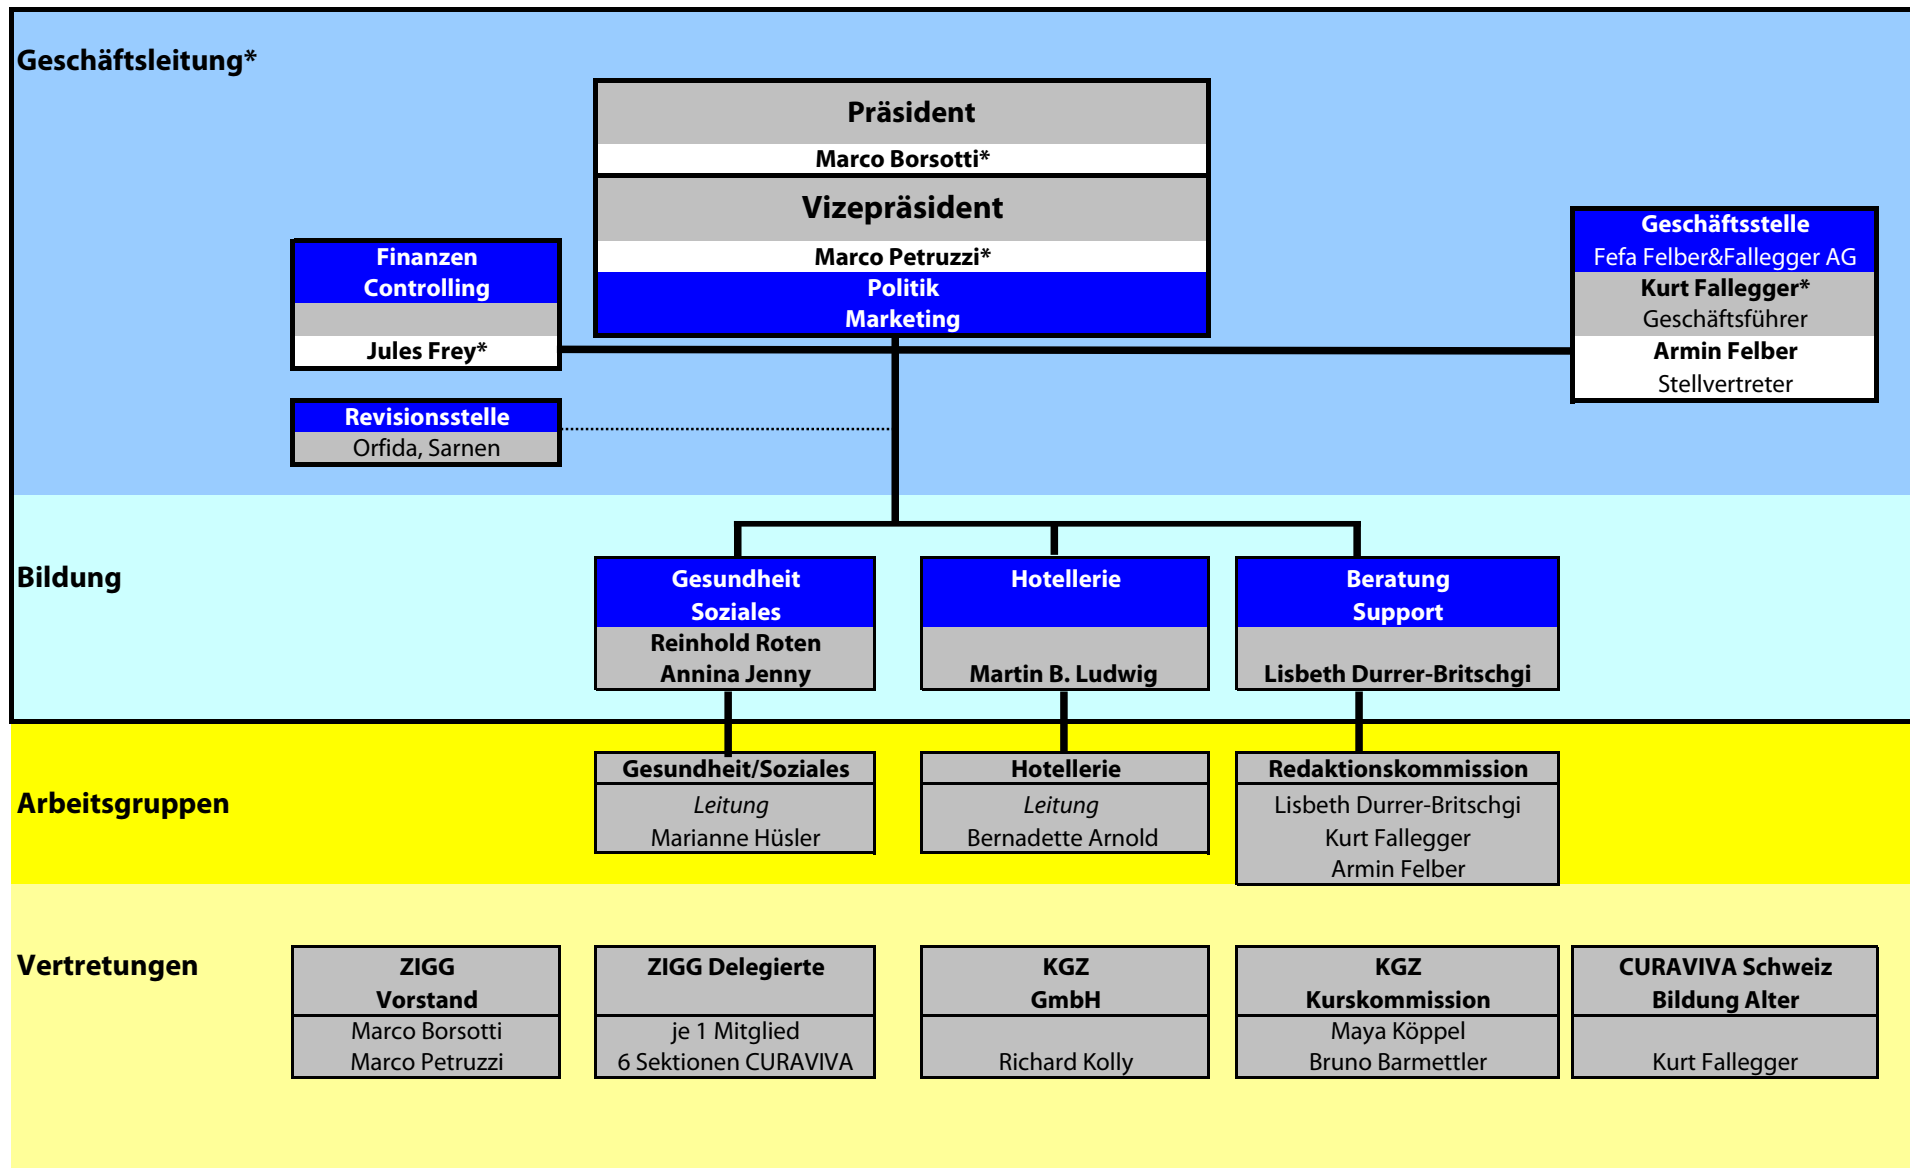 Geschäftsleitung*
Präsident
Marco Borsotti*
Vizepräsident
Marco Petruzzi*
Politik
Marketing
Finanzen
Controlling
Jules Frey*
Geschäftsstelle
Fefa Felber&Fallegger AG
Kurt Fallegger*
Geschäftsführer
Armin Felber
Stellvertreter
Revisionsstelle
Orfida, Sarnen
Bildung
Gesundheit
Soziales
Reinhold Roten
Annina Jenny
Hotellerie
Martin B. Ludwig
Beratung
Support
Lisbeth Durrer-Britschgi
Arbeitsgruppen
Gesundheit/Soziales
Leitung
Marianne Hüsler
Hotellerie
Leitung
Bernadette Arnold
Redaktionskommission
Lisbeth Durrer-Britschgi
Kurt Fallegger
Armin Felber
Vertretungen
ZIGG
Vorstand
Marco Borsotti
Marco Petruzzi
ZIGG Delegierte
je 1 Mitglied
6 Sektionen CURAVIVA
KGZ
GmbH
Richard Kolly
KGZ
Kurskommission
Maya Köppel
Bruno Barmettler
CURAVIVA Schweiz
Bildung Alter
Kurt Fallegger